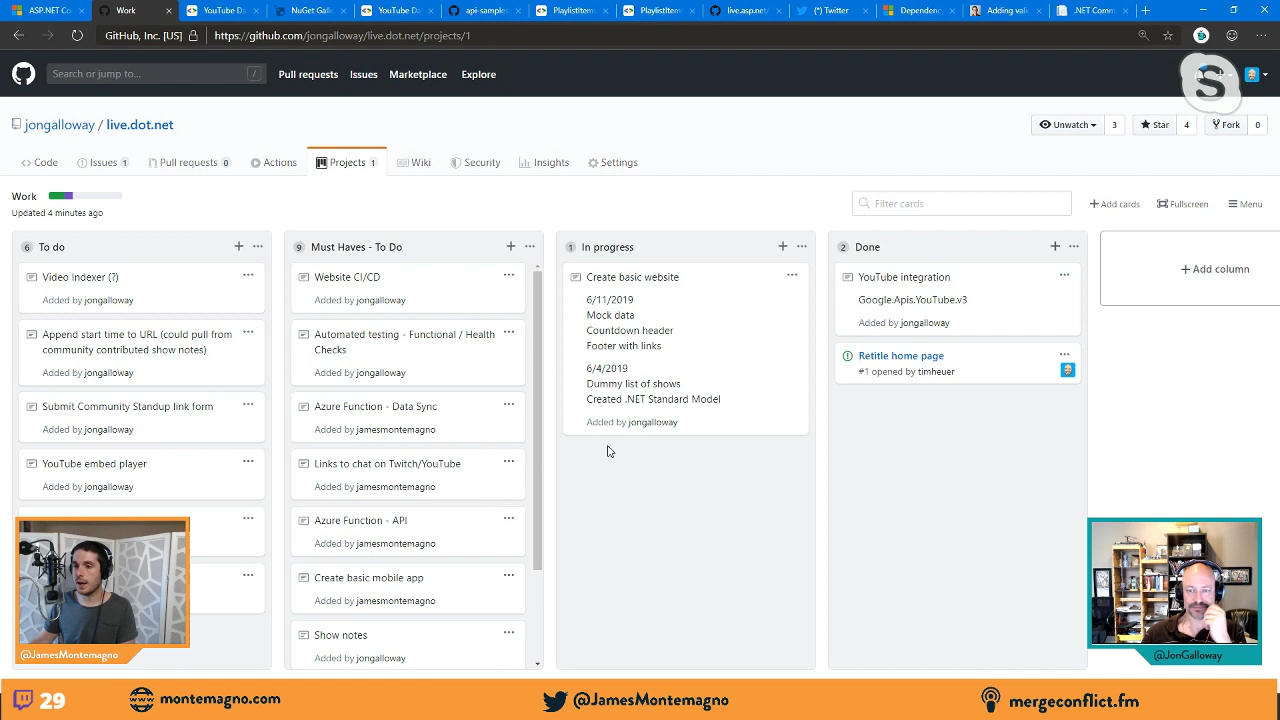 ASP.NET Co
Work
YouTube Da
NuGet Galle
YouTube Da
api-samples
PlaylistItem
PlaylistItem
live.asp.net
(*) Twitter
Dependenc
Adding vali
.NET Comm
GitHub, Inc. [US]
https://github.com/jongalloway/live.dot.net/projects/1
Search or jump to...
/
Pull requests
Issues
Marketplace
Explore
jongalloway / live.dot.net
Unwatch 3
Star 4
Fork 0
Code
Issues 1
Pull requests 0
Actions
Projects 1
Wiki
Security
Insights
Settings
Work
Updated 4 minutes ago
Filter cards
Add cards
Fullscreen
Menu
6 To do
Video Indexer (?)
Added by jongalloway
Append start time to URL (could pull from
community contributed show notes)
Added by jongalloway
Submit Community Standup link form
Added by jongalloway
YouTube embed player
Added by jongalloway
9 Must Haves - To Do
Website CI/CD
Added by jongalloway
Automated testing - Functional / Health
Checks
Added by jongalloway
Azure Function - Data Sync
Added by jamesmontemagno
Links to chat on Twitch/YouTube
Added by jamesmontemagno
Azure Function - API
Added by jamesmontemagno
Create basic mobile app
Added by jamesmontemagno
Show notes
Added by jongalloway
1 In progress
Create basic website
6/11/2019
Mock data
Countdown header
Footer with links
6/4/2019
Dummy list of shows
Created .NET Standard Model
Added by jongalloway
2 Done
YouTube integration
Google.Apis.YouTube.v3
Added by jongalloway
Retitle home page
#1 opened by timheuer
Add column
@JamesMontemagno
@JonGalloway
29
montemagno.com
@JamesMontemagno
mergeconflict.fm